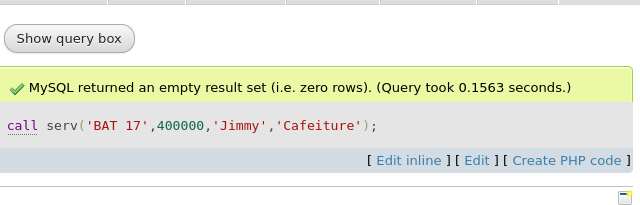 Show query box
MySQL returned an empty result set (i.e. zero rows). (Query took 0.1563 seconds.)
call serv('BAT 17',400000,'Jimmy','Cafeiture');
[ Edit inline ] [ Edit ] [ Create PHP code ]